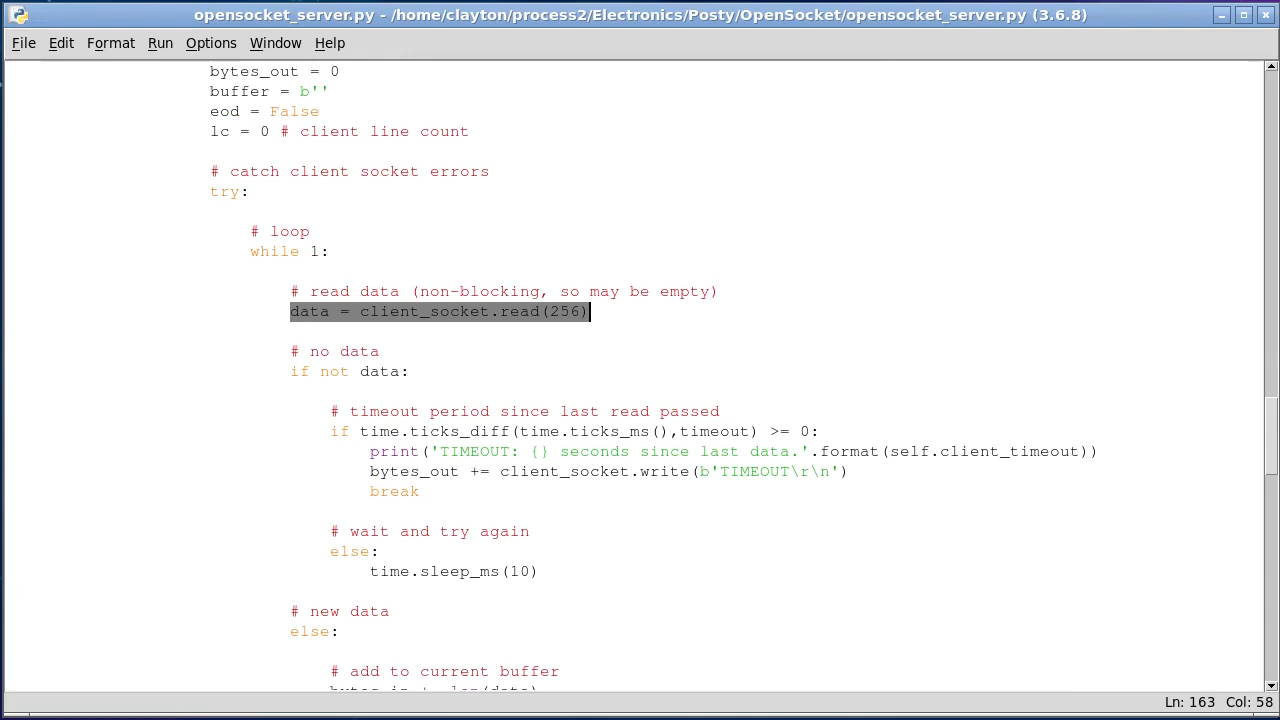 opensocket_server.py - /home/clayton/process2/Electronics/Posty/OpenSocket/opensocket_server.py (3.6.8)
File Edit Format Run Options Window Help
bytes_out = 0
buffer = b''
eod = False
lc = 0 # client line count
# catch client socket errors
try:
# loop
while 1:
# read data (non-blocking, so may be empty)
data = client_socket.read(256)
# no data
if not data:
# timeout period since last read passed
if time.ticks_diff(time.ticks_ms(),timeout) >= 0:
print('TIMEOUT: {} seconds since last data.'.format(self.client_timeout))
bytes_out += client_socket.write(b'TIMEOUT\r\n')
break
# wait and try again
else:
time.sleep_ms(10)
# new data
else:
# add to current buffer
bytes_in += len(data)
Ln: 163 Col: 58